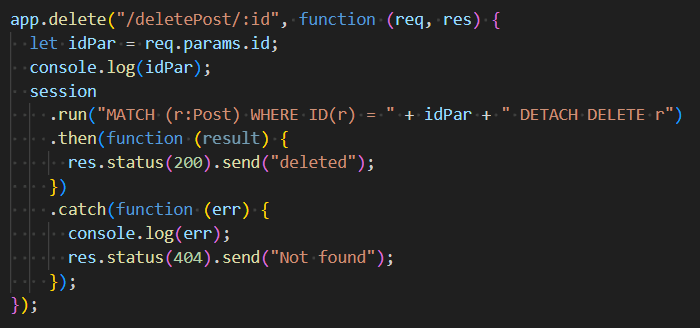 app.delete("/deletePost/:id", function (req, res) {
  let idPar = req.params.id;
  console.log(idPar);
  session
    .run("MATCH (r:Post) WHERE ID(r) = " + idPar + " DETACH DELETE r")
    .then(function (result) {
      res.status(200).send("deleted");
    })
    .catch(function (err) {
      console.log(err);
      res.status(404).send("Not found");
    });
});